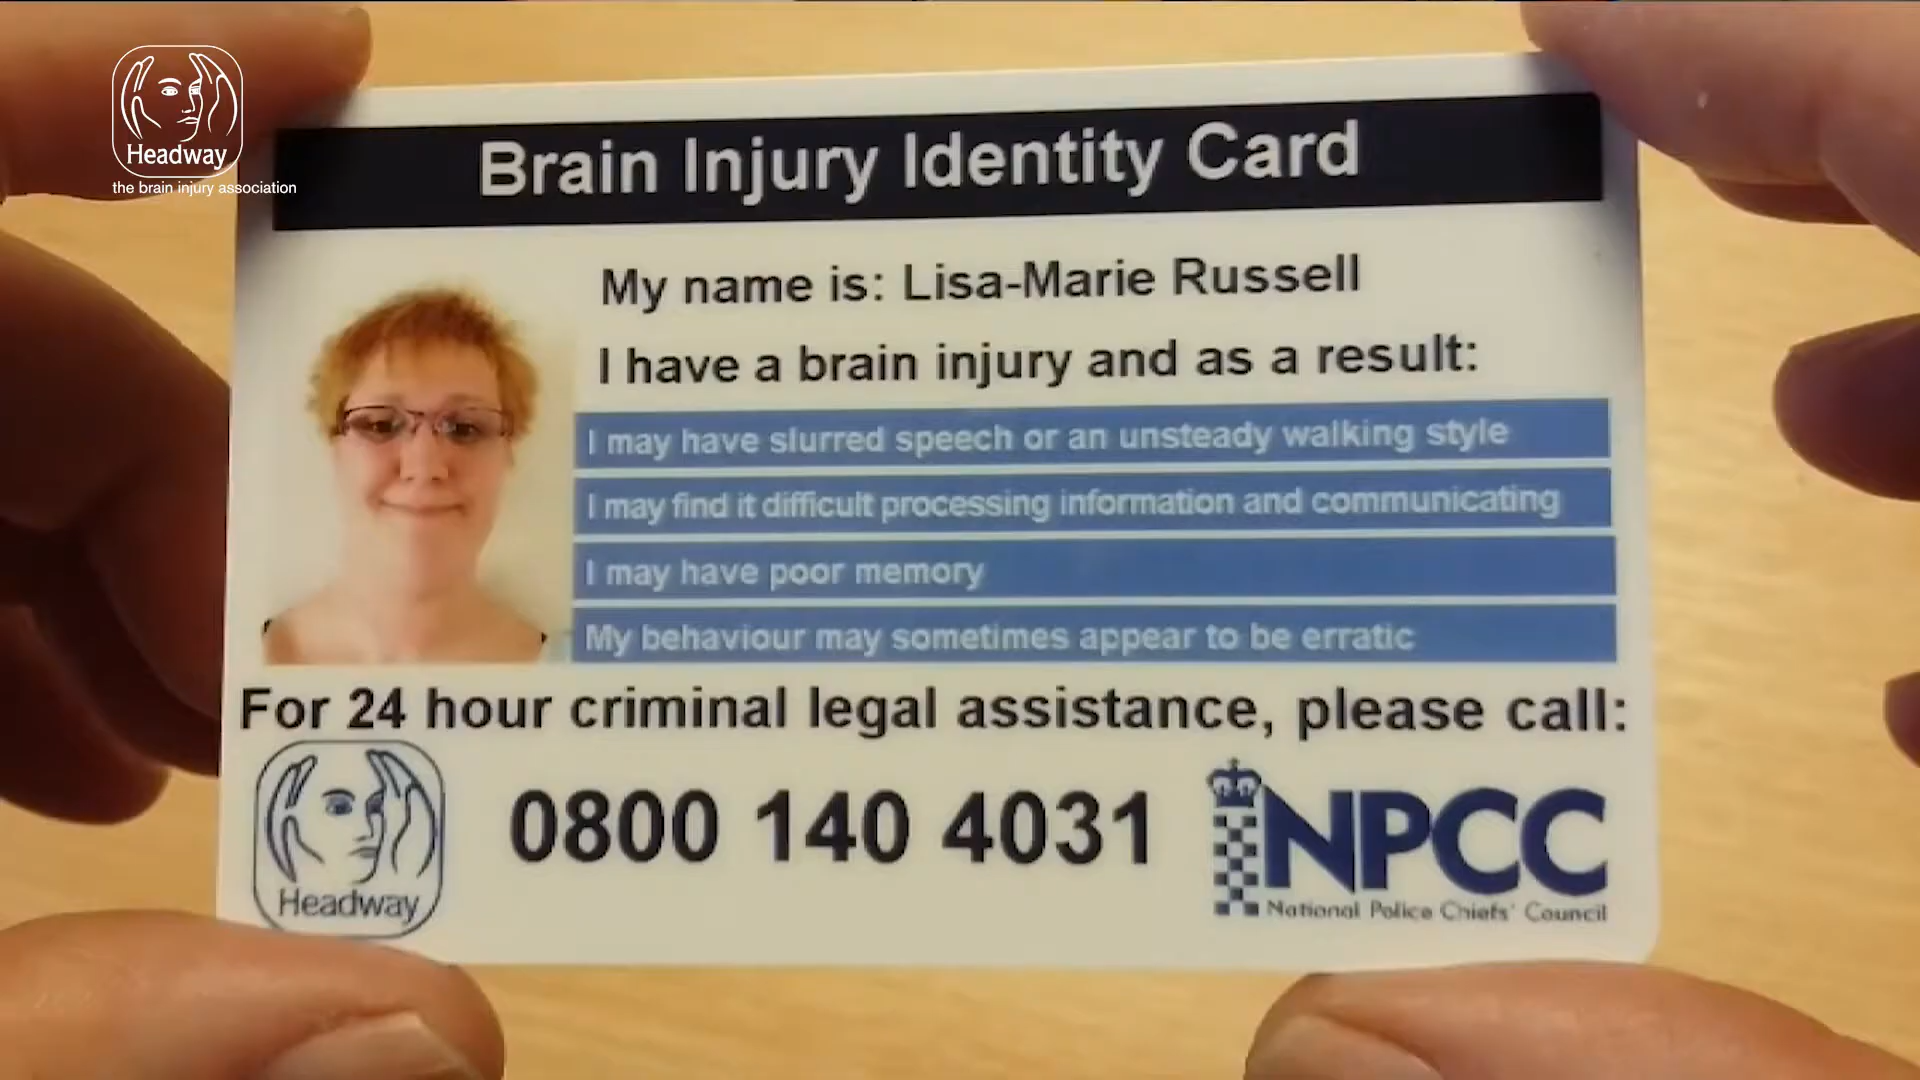 Headway
the brain injury association
Brain Injury Identity Card
My name is: Lisa-Marie Russell
I have a brain injury and as a result:
I may have slurred speech or an unsteady walking style
I may find it difficult processing information and communicating
I may have poor memory
My behaviour may sometimes appear to be erratic
For 24 hour criminal legal assistance, please call:
Headway
0800 140 4031
NPCC
National Police Chiefs' Council